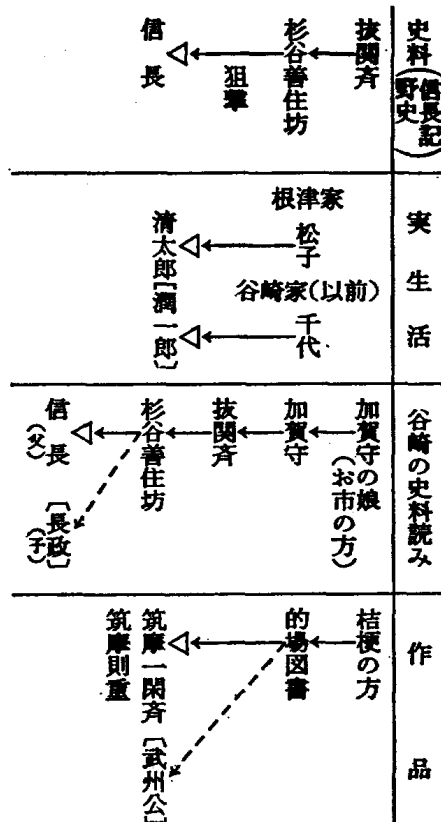 史料(信長記
野史)
抜関斉
杉谷善住坊
狙撃
信長
実生活
根津家
松子
清太郎[潤一郎]
谷崎家(以前)
千代
谷崎の史料読み
加賀守の娘
(お市の方)
加賀守
抜関斉
杉谷善住坊
信長
(父)
[長政]
(子)
作品
桔梗の方
的場図書
筑摩一閑斉[武州公]
筑摩則重